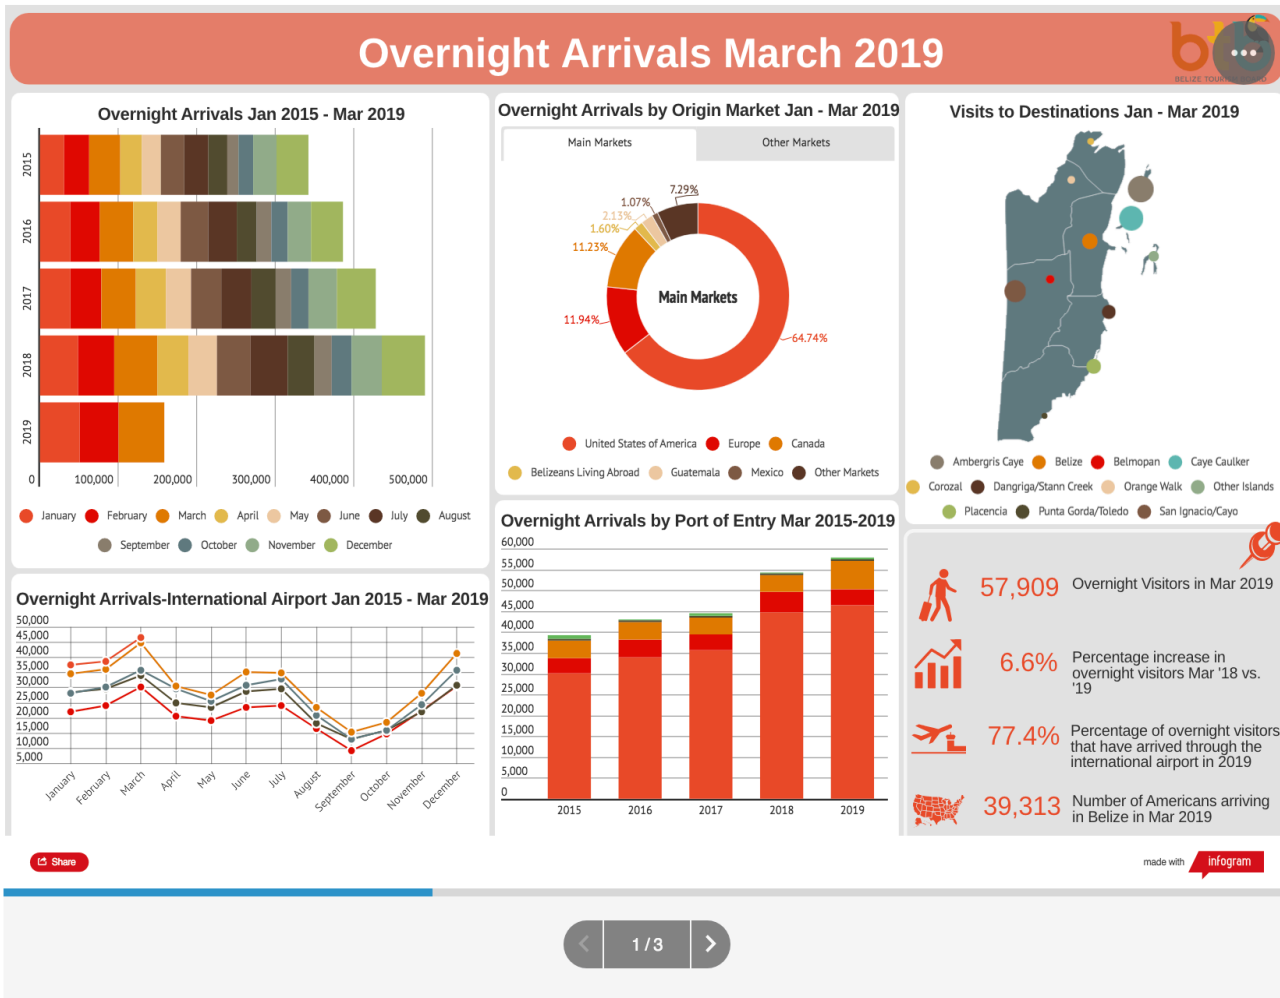 Overnight Arrivals March 2019
BELIZE TOUR
Overnight Arrivals Jan 2015 - Mar 2019
2015
2016
2017
2018
2019
0 100,000 200,000 300,000 400,000 500,000
January February March April May June July August
September October November December
Overnight Arrivals-International Airport Jan 2015 - Mar 2019
50,000
45,000
40,000
35,000
30,000
25,000
20,000
15,000
10,000
5,000
January February March April May June July August September October November December
Overnight Arrivals by Origin Market Jan - Mar 2019
Main Markets Other Markets
7.29%
1.07%
2.13%
1.60%
11.23%
11.94%
64.74%
Main Markets
United States of America Europe Canada
Belizeans Living Abroad Guatemala Mexico Other Markets
Overnight Arrivals by Port of Entry Mar 2015-2019
60,000
55,000
50,000
45,000
40,000
35,000
30,000
25,000
20,000
15,000
10,000
5,000
0
2015 2016 2017 2018 2019
Visits to Destinations Jan - Mar 2019
Ambergris Caye Belize Belmopan Caye Caulker
Corozal Dangriga/Stann Creek Orange Walk Other Islands
Placencia Punta Gorda/Toledo San Ignacio/Cayo
57,909 Overnight Visitors in Mar 2019
6.6% Percentage increase in
overnight visitors Mar '18 vs.
'19
77.4% Percentage of overnight visitors
that have arrived through the
international airport in 2019
39,313 Number of Americans arriving
in Belize in Mar 2019
Share
made with infogram
1 / 3